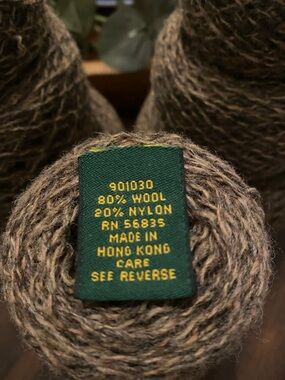 901030
80% WOOL
20% NYLON
RN 56835
MADE IN
HONG KONG
CARE
SEE REVERSE